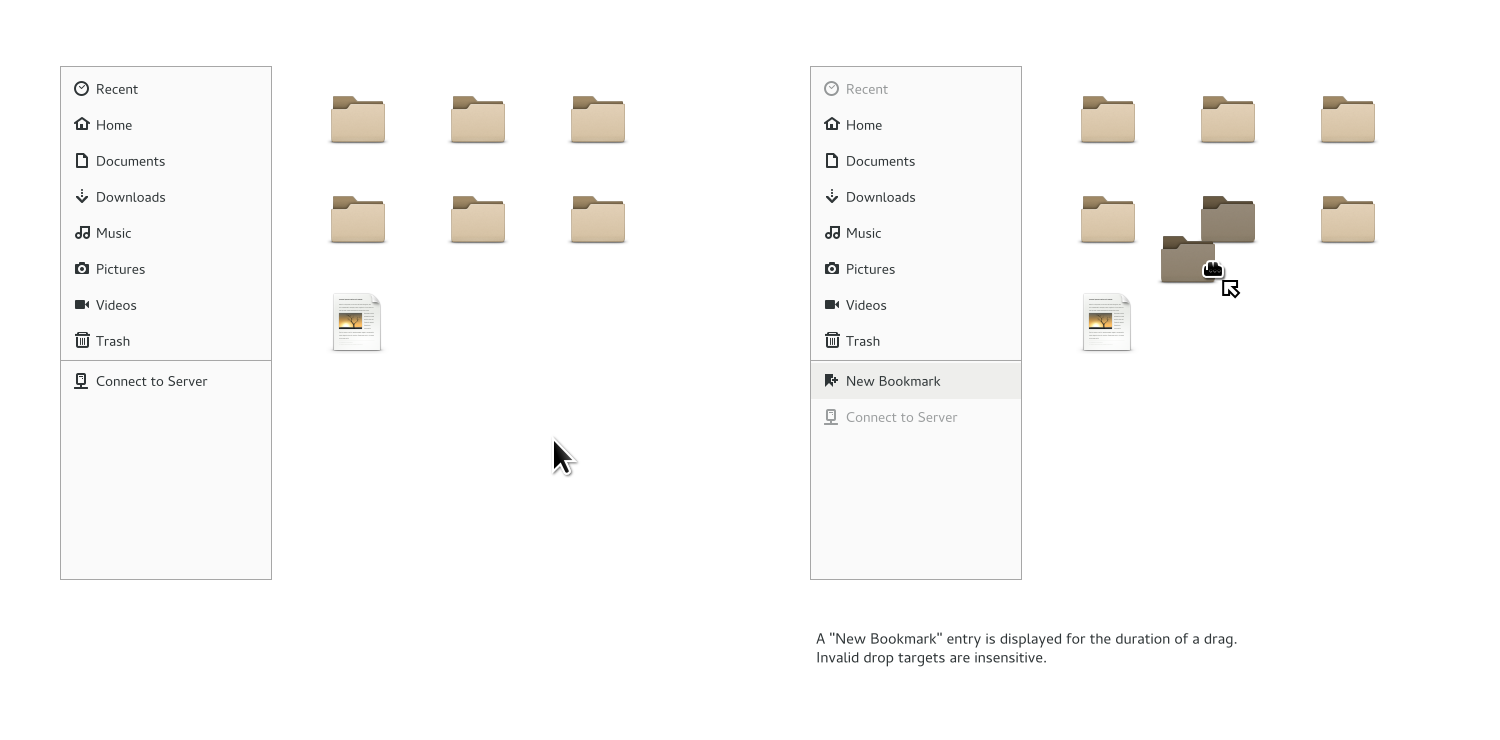 Recent
Home
Documents
Downloads
Music
Pictures
Videos
Trash
Connect to Server
Recent
Home
Documents
Downloads
Music
Pictures
Videos
Trash
New Bookmark
Connect to Server
A "New Bookmark" entry is displayed for the duration of a drag.
Invalid drop targets are insensitive.